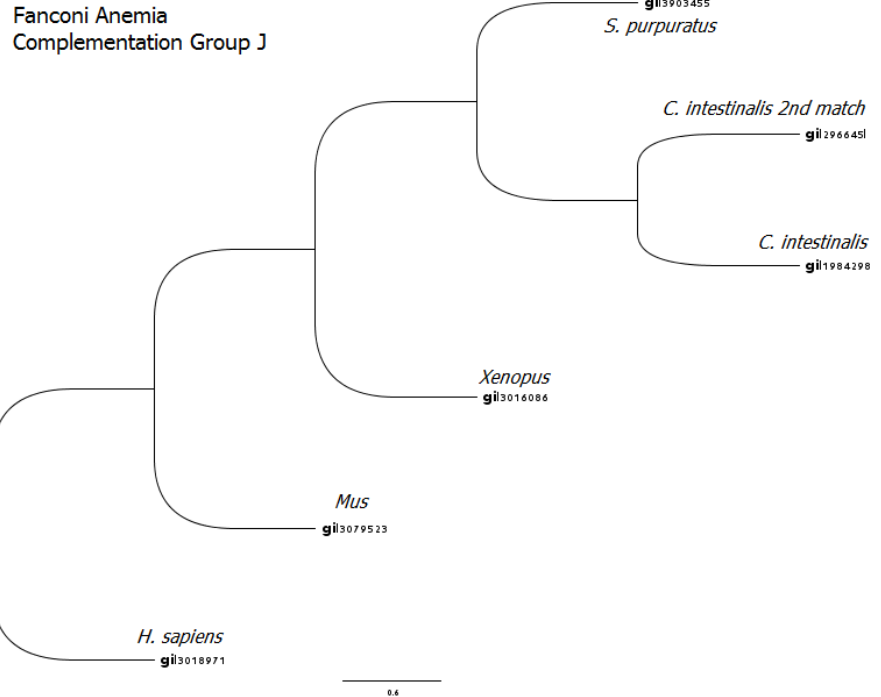 Fanconi Anemia
Complementation Group J
gi|3903455
S. purpuratus
C. intestinalis 2nd match
gi|296645|
C. intestinalis
gi|1984298
Xenopus
gi|3016086
Mus
gi|3079523
H. sapiens
gi|3018971
0.6